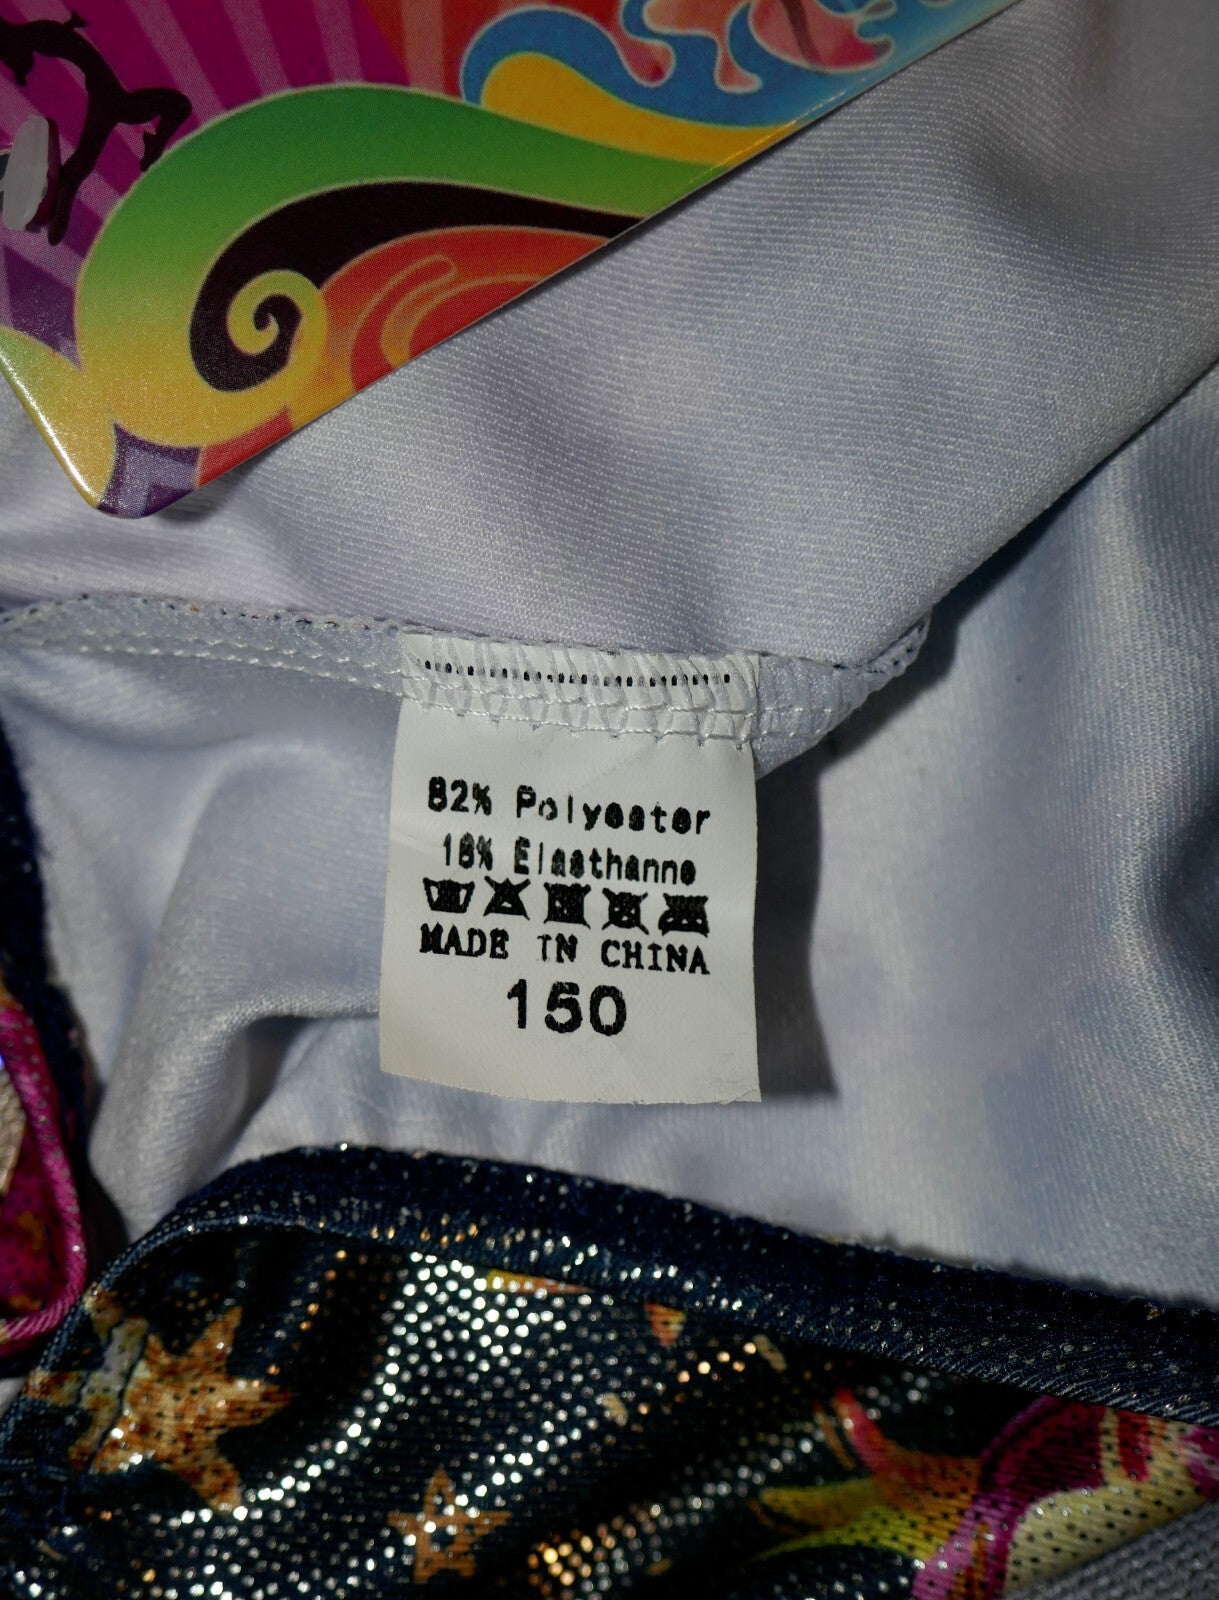 82% Polyester
18% Elasthanne
MADE IN CHINA
150